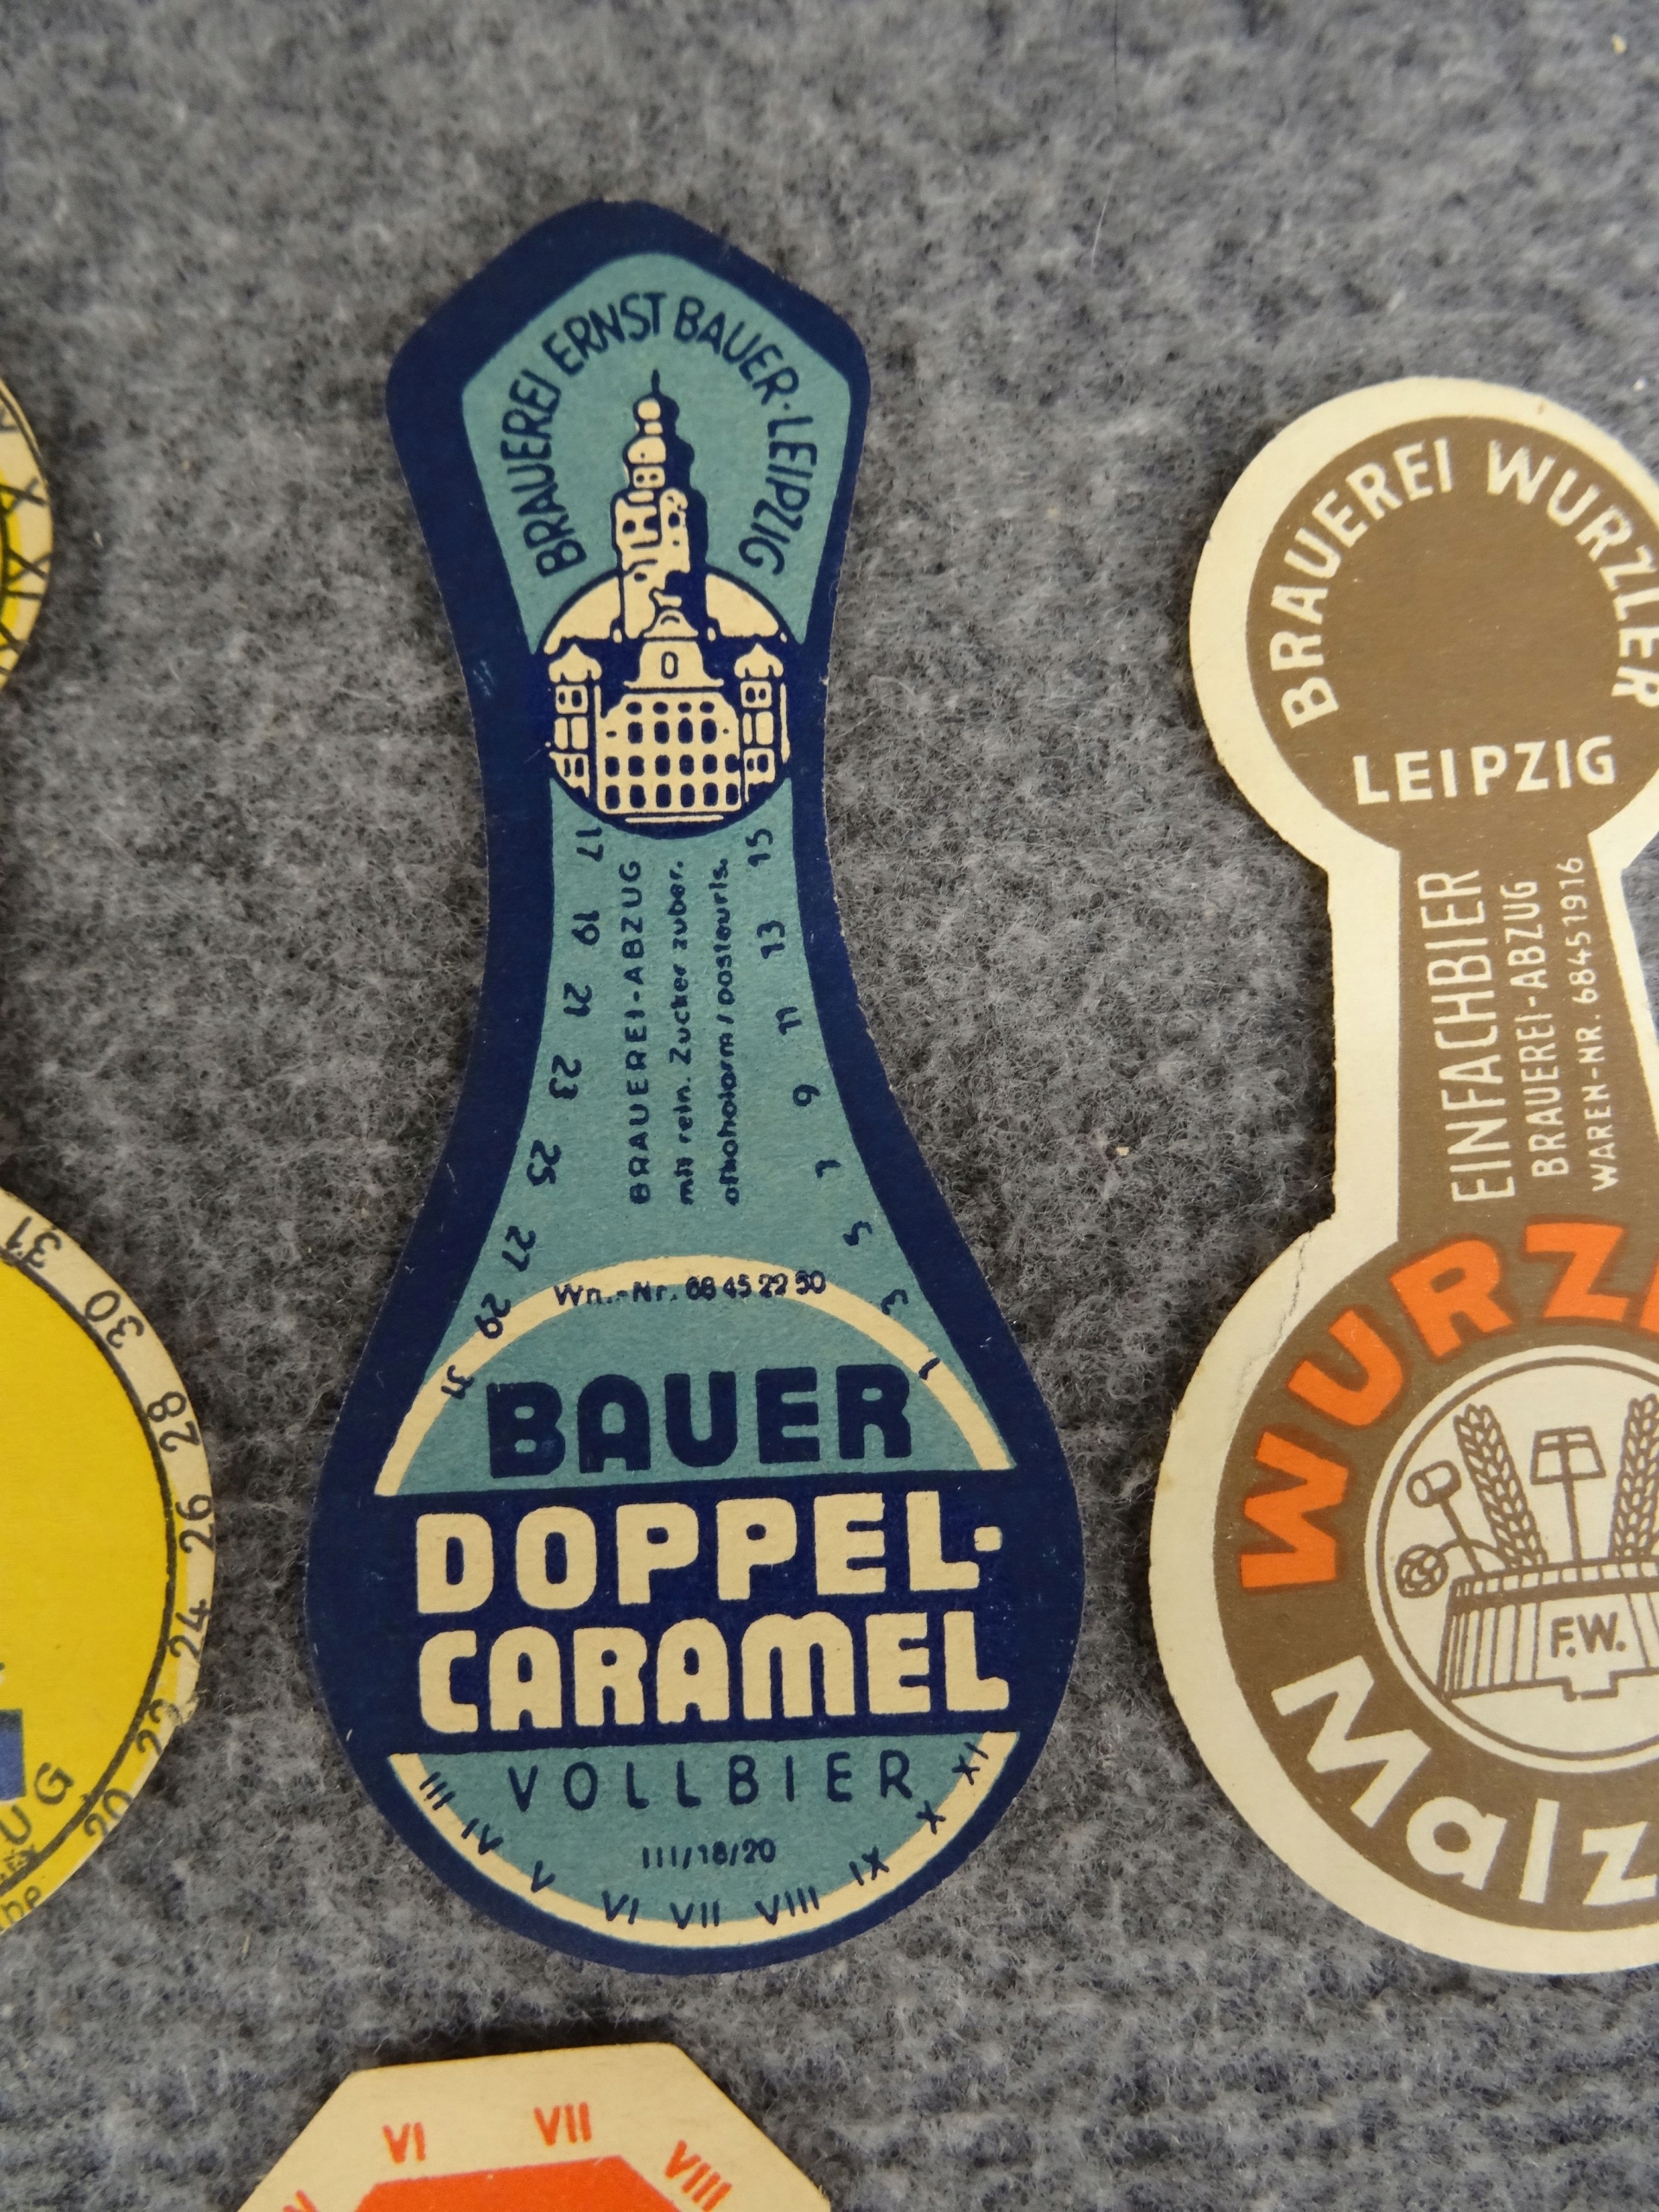 BRAUEREI ERNST BAUER · LEIPZIG
17 19 21 23 25 27 29 31
BRAUEREI-ABZUG
mit rein. Zucker zuber.
alkoholarm/pasteuris.
15 13 11 9 7 5 3 1
Wn.-Nr. 68 45 22 50
BAUER
DOPPEL-
CARAMEL
VOLLBIER
III/18/20
III IV V VI VII VIII IX X XI
BRAUEREI WURZLER
LEIPZIG
EINFACHBIER
BRAUEREI-ABZUG
WAREN-NR. 68451916
WURZ
F.W.
Malz
31 30 28 26 24 22 20
UG
VI VII VIII